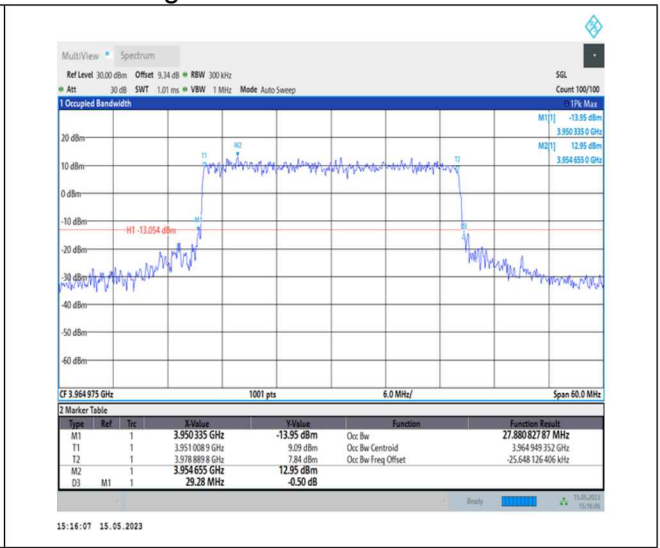 MultiView Spectrum
Ref Level 30.00 dBm Offset 9.34 dB RBW 300 kHz SGL
Att 30 dB SWT 1.01 ms VBW 1 MHz Mode Auto Sweep Count 100/100
1 Occupied Bandwidth 1Pk Max
M1[1] -13.95 dBm
3.950 335 0 GHz
M2[1] 12.95 dBm
3.954 655 0 GHz
20 dBm
M2
T1
T2
10 dBm
0 dBm
-10 dBm
M1
H1 -13.054 dBm
D3
-20 dBm
-30 dBm
-40 dBm
-50 dBm
-60 dBm
CF 3.964 975 GHz 1001 pts 6.0 MHz/ Span 60.0 MHz
2 Marker Table
Type Ref Trc X-Value Y-Value Function Function Result
M1 1 3.950 335 GHz -13.95 dBm Occ Bw 27.880 827 87 MHz
T1 1 3.951 008 9 GHz 9.09 dBm Occ Bw Centroid 3.964 949 352 GHz
T2 1 3.978 889 8 GHz 7.84 dBm Occ Bw Freq Offset -25.648 126 406 kHz
M2 1 3.954 655 GHz 12.95 dBm
D3 M1 1 29.28 MHz -0.50 dB
Ready 15.05.2023
15:16:06
15:16:07 15.05.2023